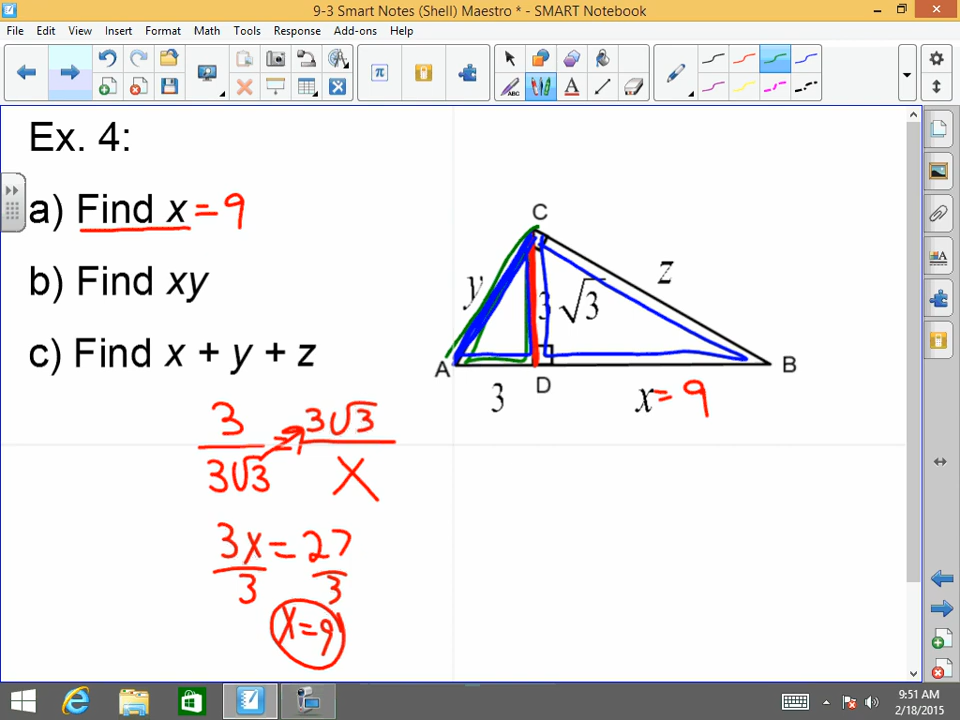 9-3 Smart Notes (Shell) Maestro * - SMART Notebook
File Edit View Insert Format Math Tools Response Add-ons Help
π
ABC
A
Ex. 4:
a) Find x = 9
b) Find xy
c) Find x + y + z
C
y
z
3√3
A
D
B
3
x = 9
3/3√3 = 3√3/X
3x/3 = 27/3
x = 9
9:51 AM
2/18/2015